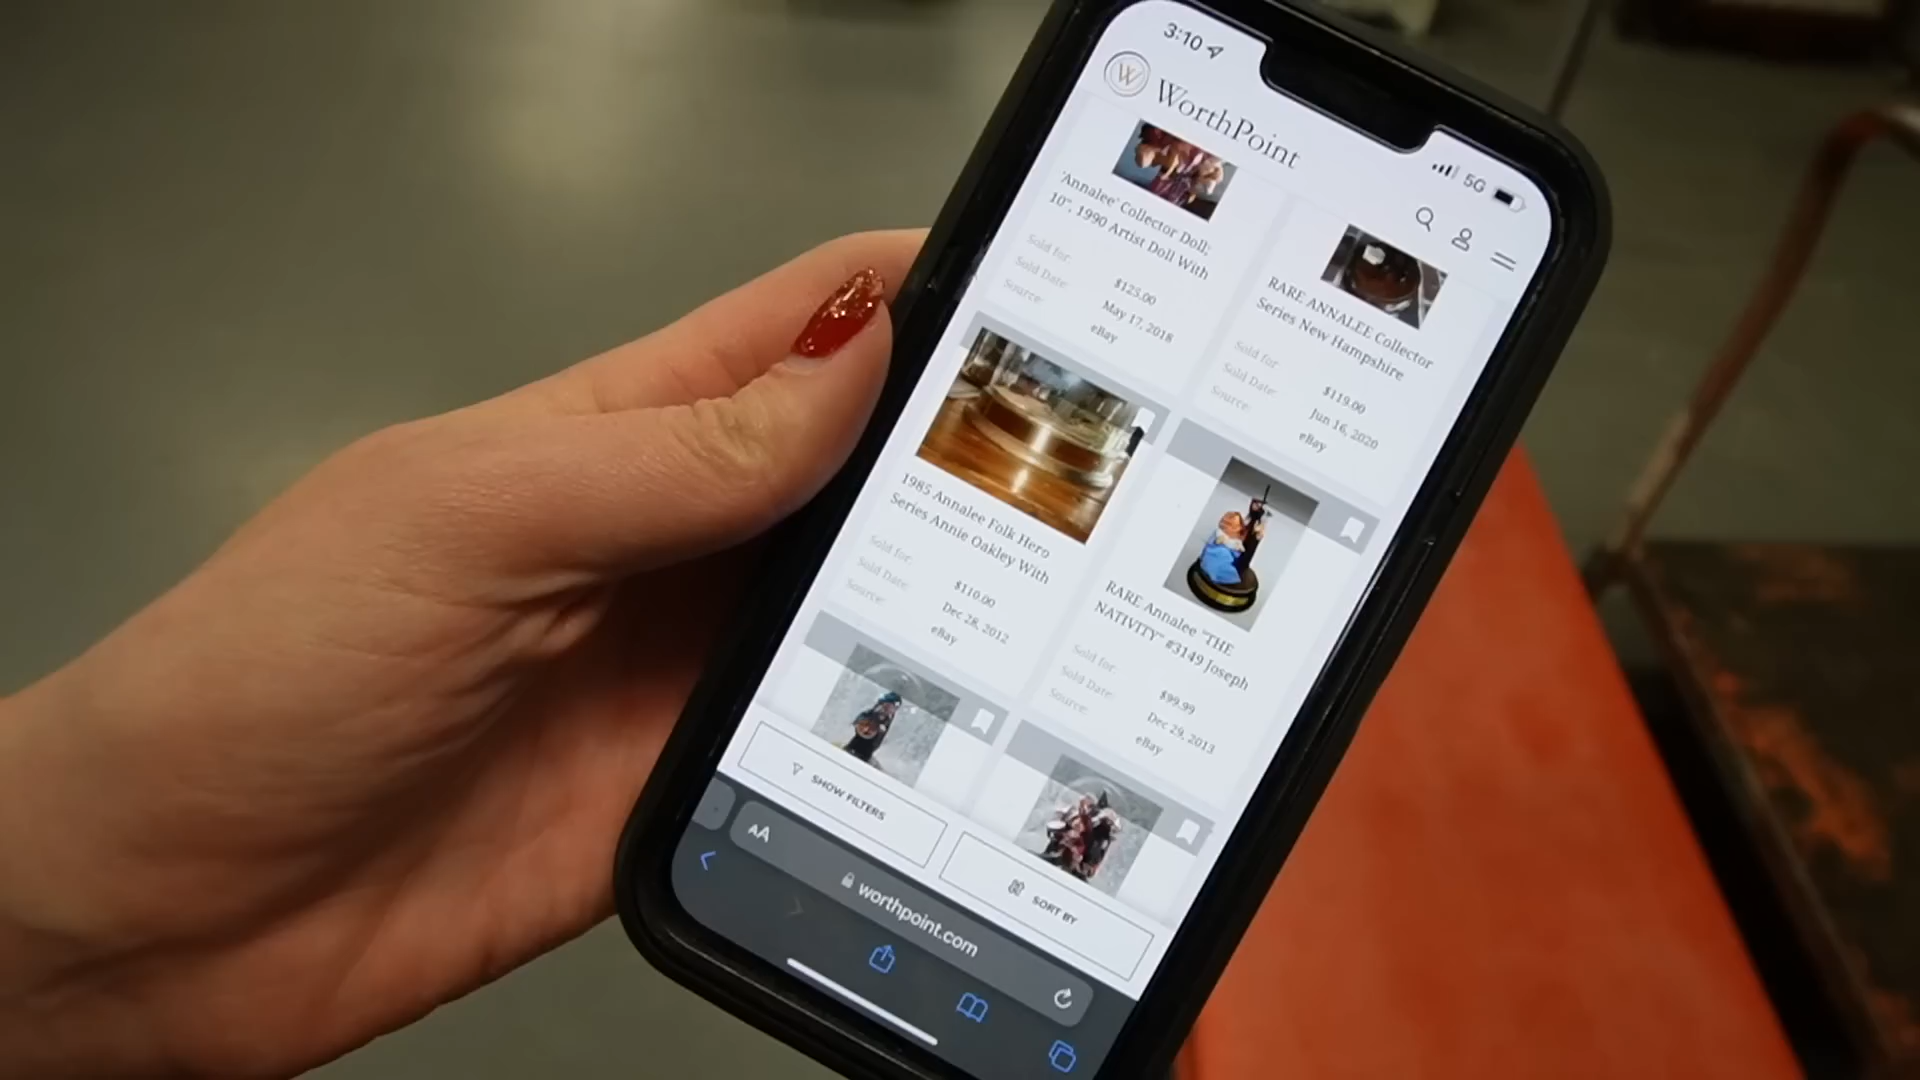 3:10
5G
WorthPoint
'Annalee' Collector Doll;
10", 1990 Artist Doll With
Sold for:
$125.00
Sold Date:
May 17, 2018
Source:
eBay
RARE ANNALEE Collector
Series New Hampshire
Sold for:
$119.00
Sold Date:
Jun 16, 2020
Source:
eBay
1985 Annalee Folk Hero
Series Annie Oakley With
Sold for:
$110.00
Sold Date:
Dec 28, 2012
Source:
eBay
RARE Annalee "THE
NATIVITY" #3149 Joseph
Sold for:
$99.99
Sold Date:
Dec 29, 2013
Source:
eBay
SHOW FILTERS
SORT BY
AA
worthpoint.com